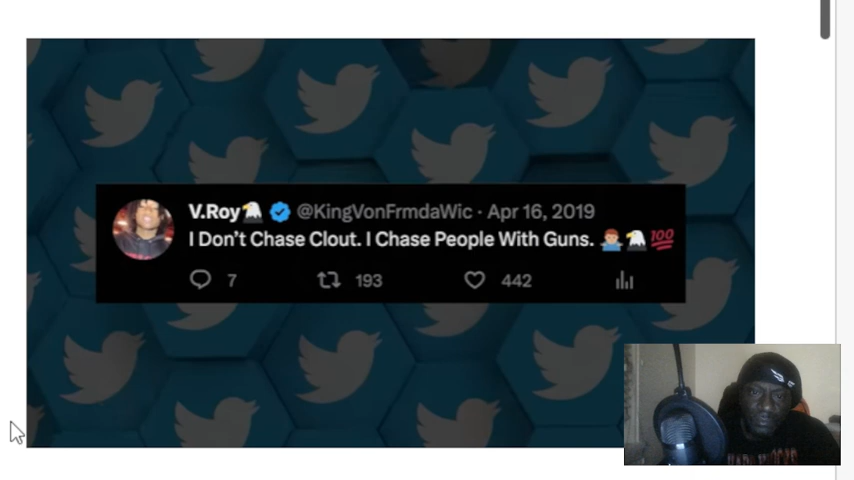 V.Roy🦅 @KingVonFrmdaWic · Apr 16, 2019
I Don't Chase Clout. I Chase People With Guns. 🤷🏽‍♂️🦅💯
7 193 442